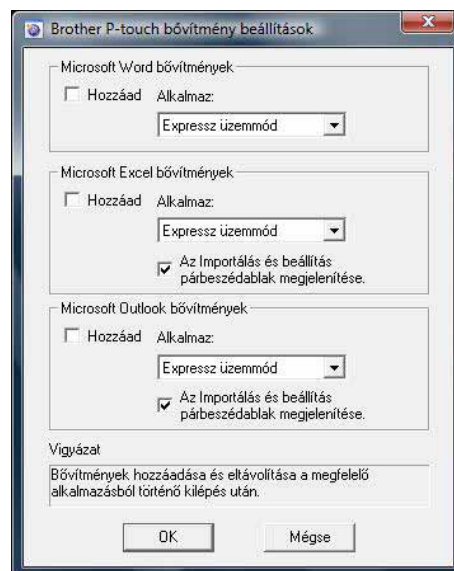 Brother P-touch bővítmény beállítások
Microsoft Word bővítmények
Hozzáad Alkalmaz:
Expressz üzemmód
Microsoft Excel bővítmények
Hozzáad Alkalmaz:
Expressz üzemmód
Az Importálás és beállítás
párbeszédablak megjelenítése.
Microsoft Outlook bővítmények
Hozzáad Alkalmaz:
Expressz üzemmód
Az Importálás és beállítás
párbeszédablak megjelenítése.
Vigyázat
Bővítmények hozzáadása és eltávolítása a megfelelő
alkalmazásból történő kilépés után.
OK Mégse